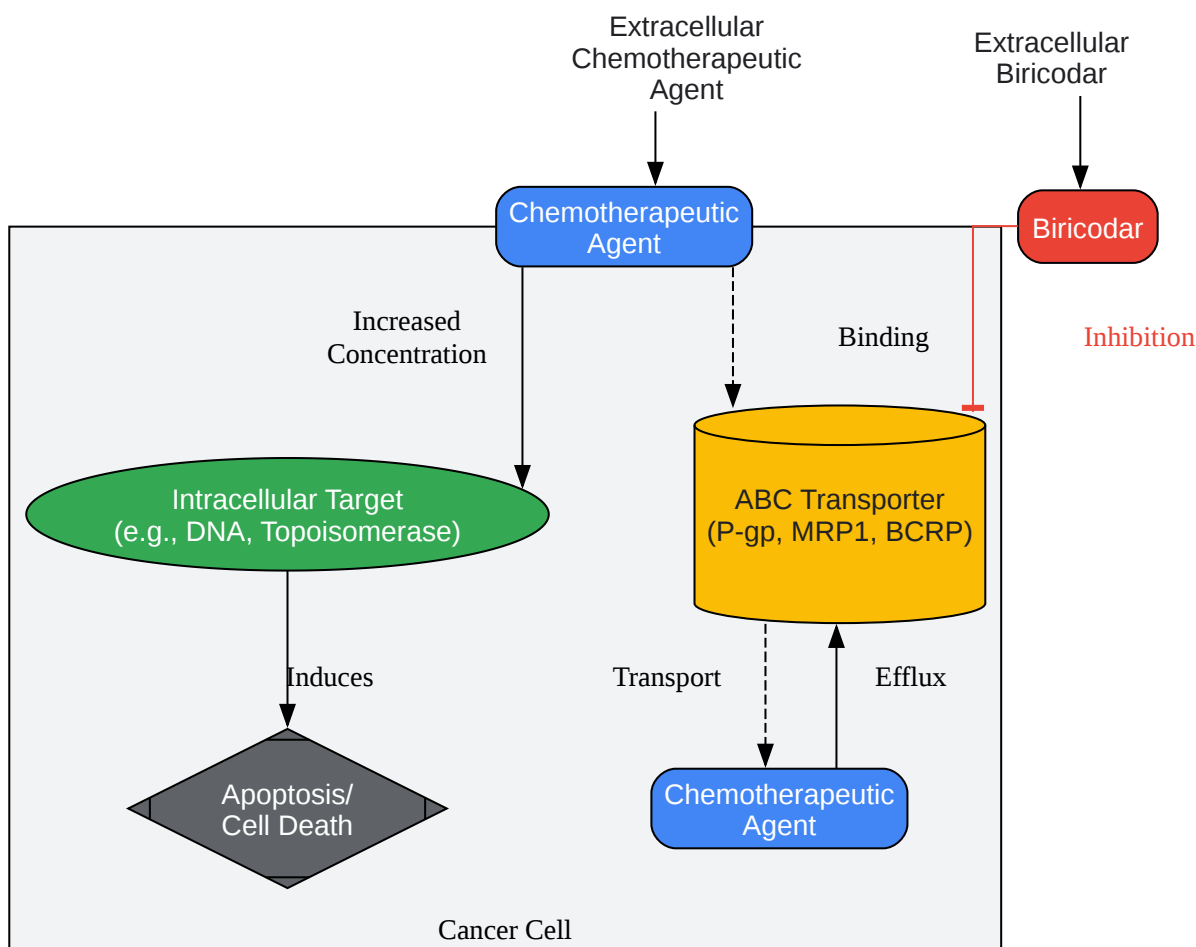 Extracellular
Chemotherapeutic
Agent
Extracellular
Biricodar
Chemotherapeutic
Agent
Biricodar
Increased
Concentration
Binding
Inhibition
Intracellular Target
(e.g., DNA, Topoisomerase)
ABC Transporter
(P-gp, MRP1, BCRP)
Induces
Transport
Efflux
Apoptosis/
Cell Death
Chemotherapeutic
Agent
Cancer Cell